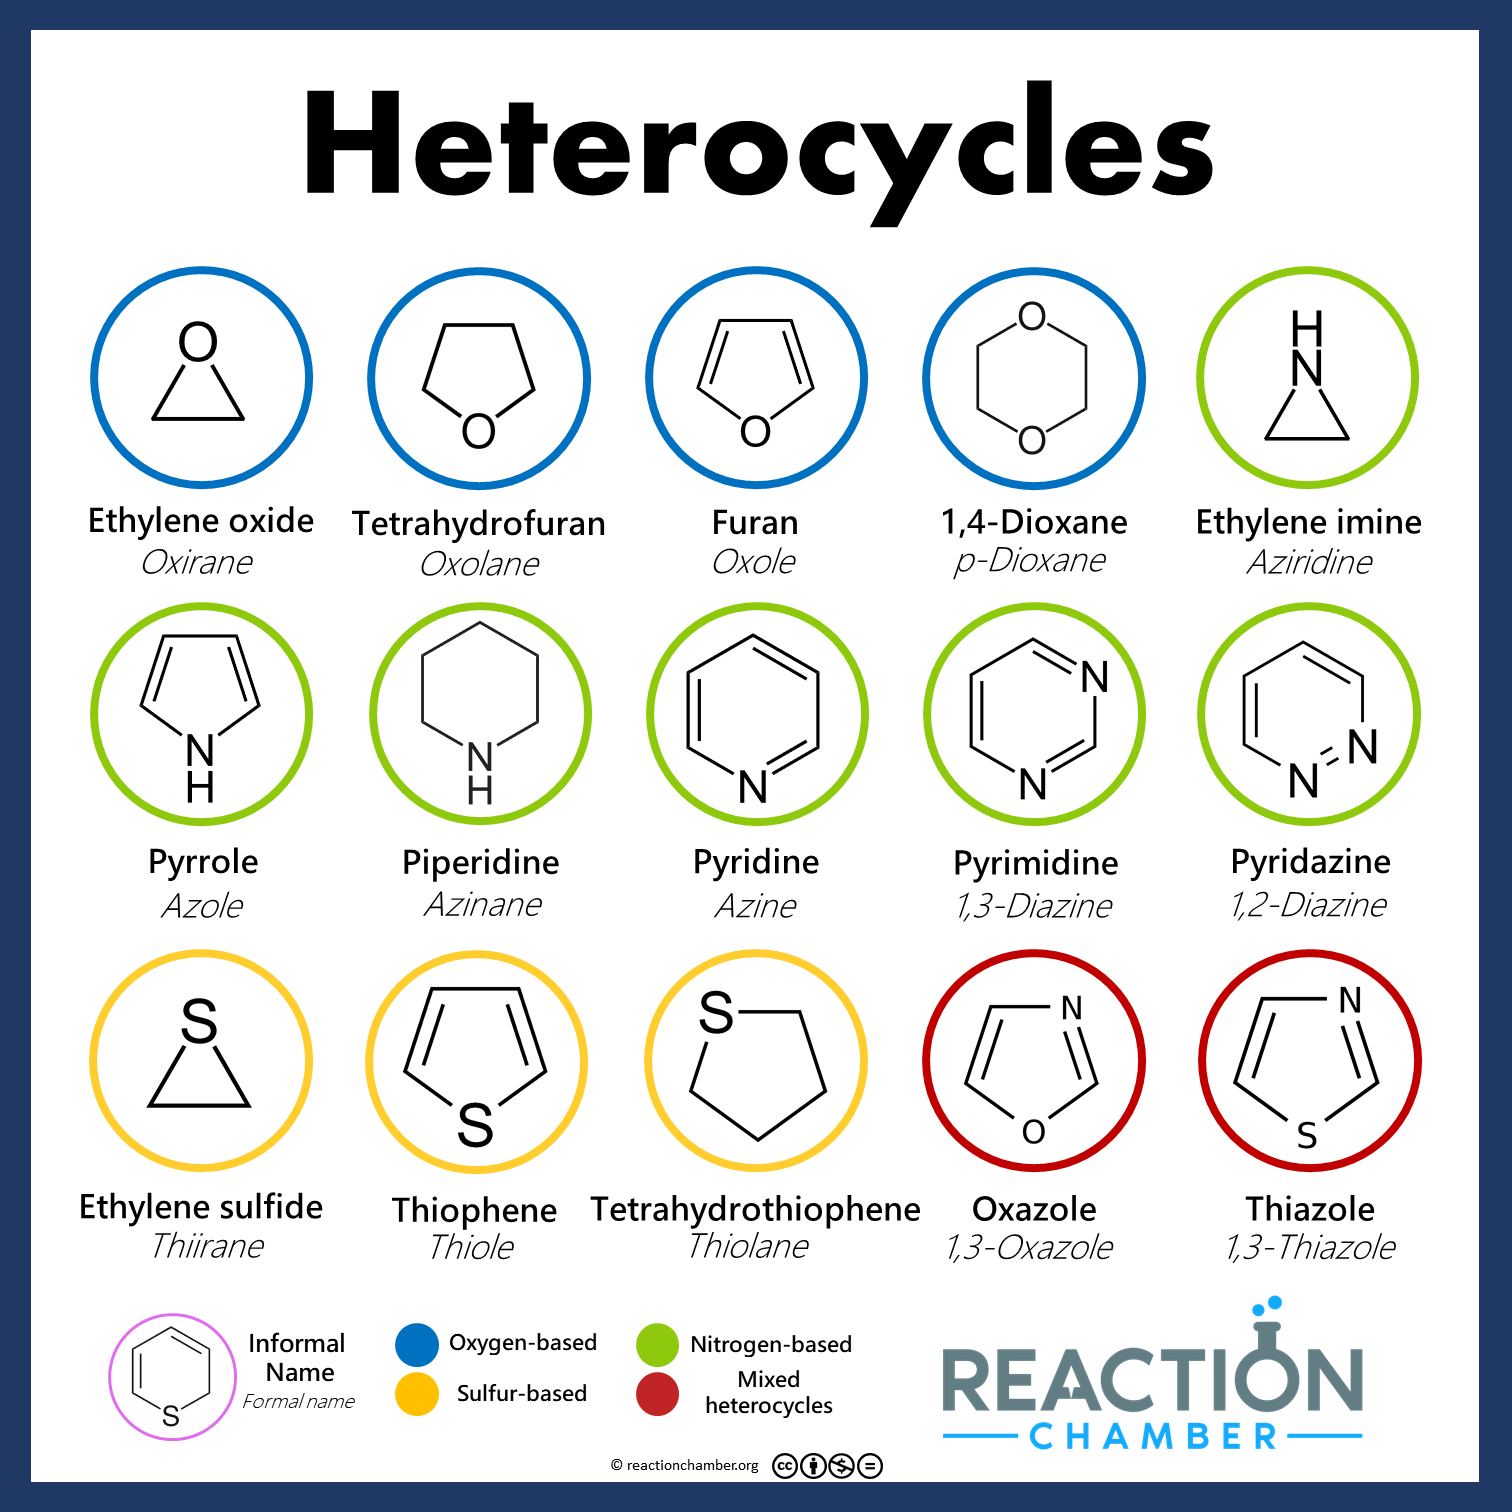 Heterocycles
O
O
O
O
O
H
N
Ethylene oxide
Oxirane
Tetrahydrofuran
Oxolane
Furan
Oxole
1,4-Dioxane
p-Dioxane
Ethylene imine
Aziridine
N
H
N
H
N
N
N
N
N
Pyrrole
Azole
Piperidine
Azinane
Pyridine
Azine
Pyrimidine
1,3-Diazine
Pyridazine
1,2-Diazine
S
S
S
N
O
N
S
Ethylene sulfide
Thiirane
Thiophene
Thiole
Tetrahydrothiophene
Thiolane
Oxazole
1,3-Oxazole
Thiazole
1,3-Thiazole
S
Informal
Name
Formal name
Oxygen-based
Sulfur-based
Nitrogen-based
Mixed
heterocycles
REACTION
CHAMBER
© reactionchamber.org
cc